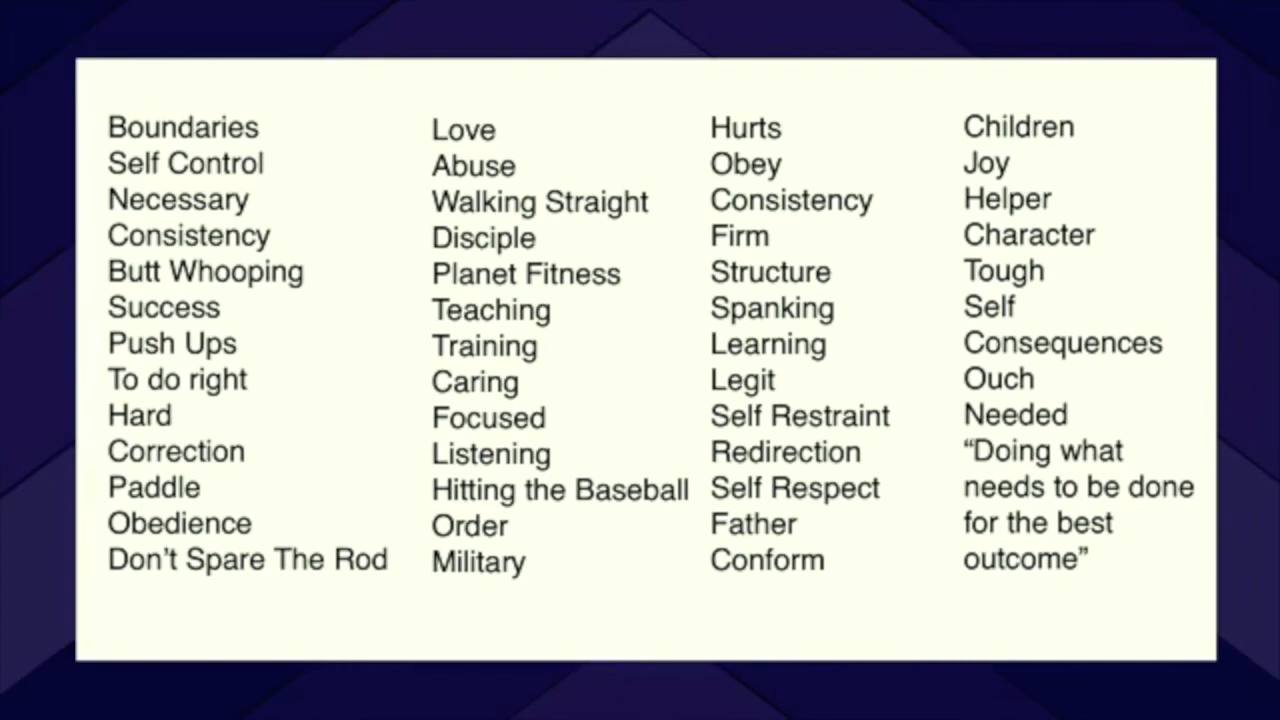 Boundaries
Self Control
Necessary
Consistency
Butt Whooping
Success
Push Ups
To do right
Hard
Correction
Paddle
Obedience
Don't Spare The Rod
Love
Abuse
Walking Straight
Disciple
Planet Fitness
Teaching
Training
Caring
Focused
Listening
Hitting the Baseball
Order
Military
Hurts
Obey
Consistency
Firm
Structure
Spanking
Learning
Legit
Self Restraint
Redirection
Self Respect
Father
Conform
Children
Joy
Helper
Character
Tough
Self
Consequences
Ouch
Needed
“Doing what
needs to be done
for the best
outcome”